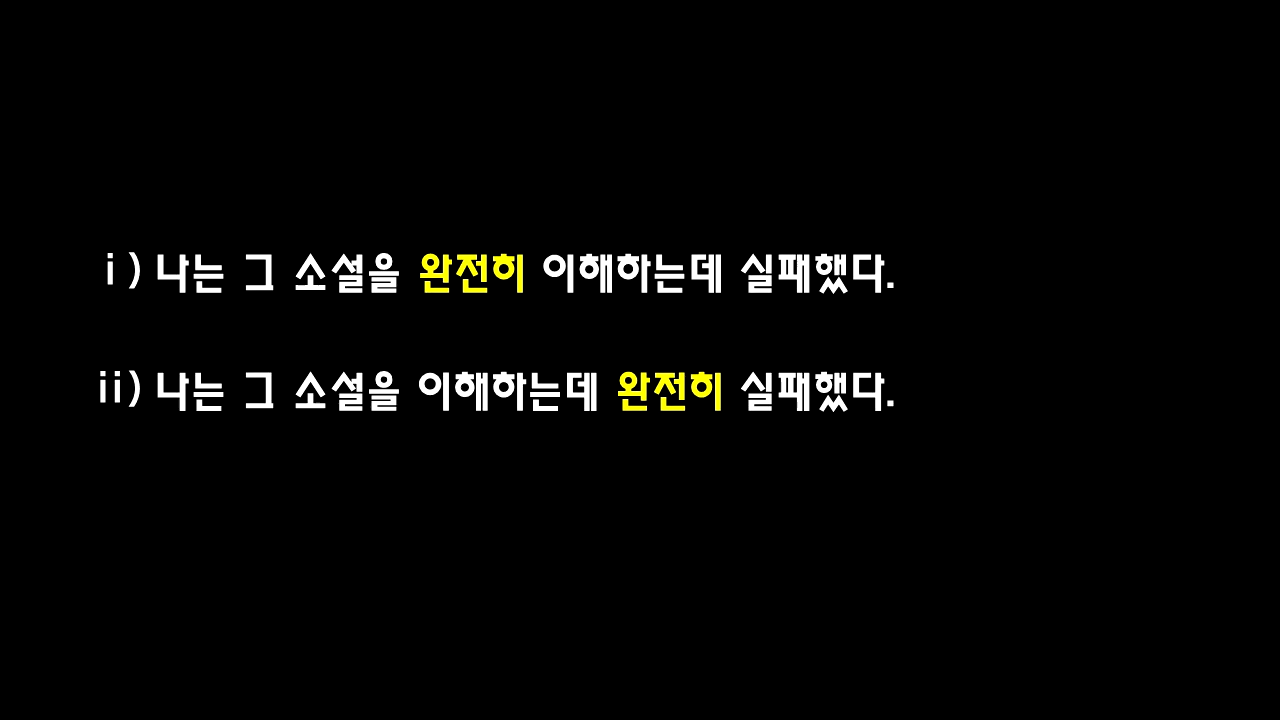 i) 나는 그 소설을 완전히 이해하는데 실패했다.
ii) 나는 그 소설을 이해하는데 완전히 실패했다.